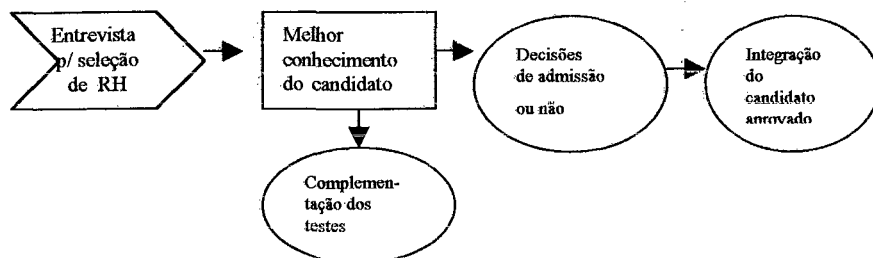 Entrevista
p/ seleção
de RH
Melhor
conhecimento
do candidato
Decisões
de admissão
ou não
Integração
do
candidato
aprovado
Complemen-
tação dos
testes